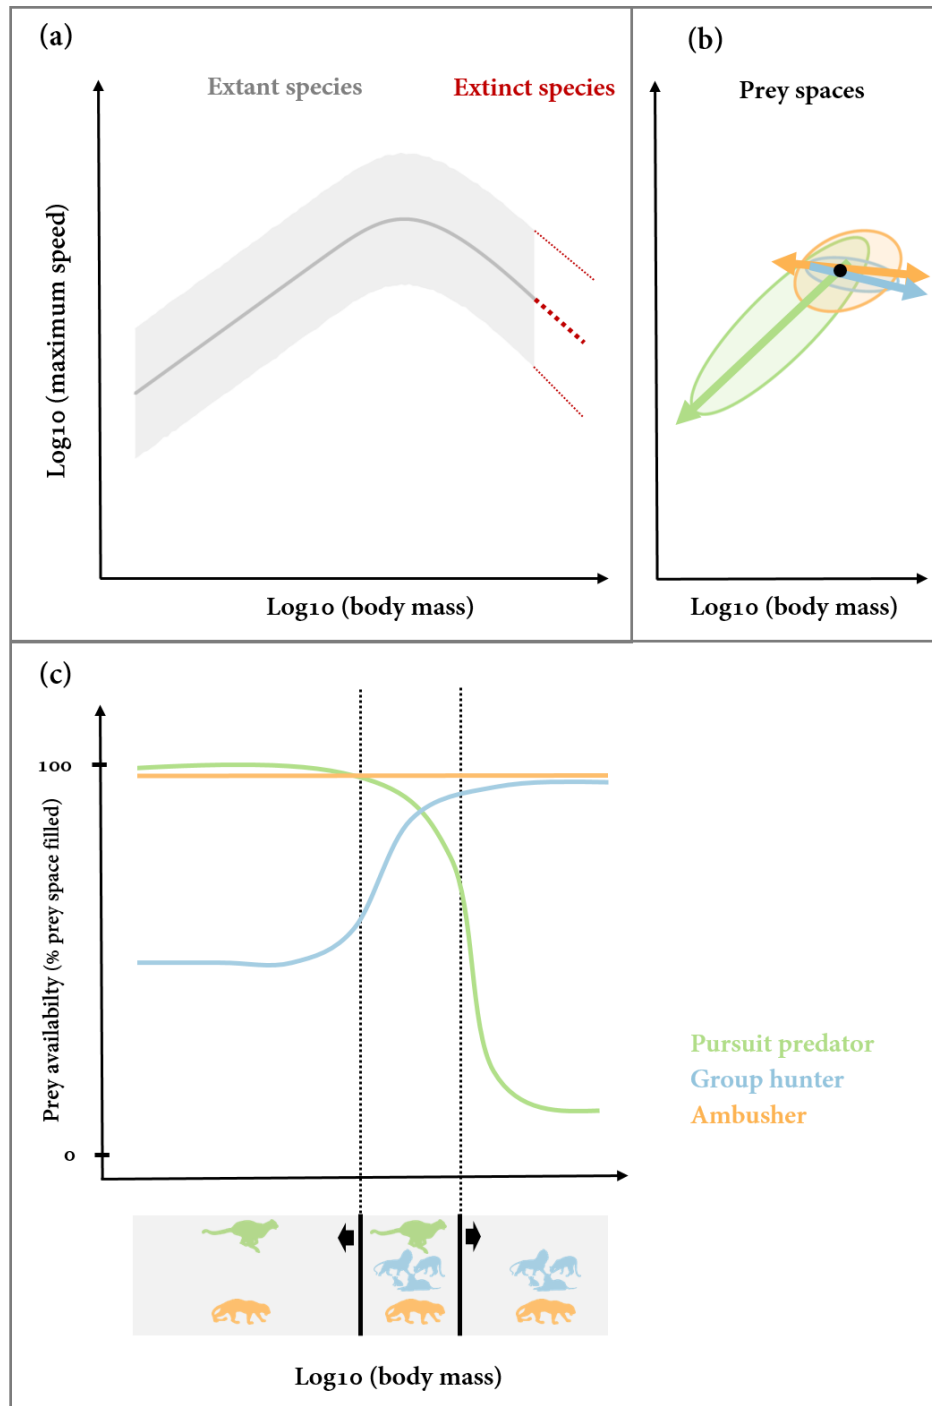 (a)
Extant species
Extinct species
Log10 (maximum speed)
Log10 (body mass)
(b)
Prey spaces
Log10 (body mass)
(c)
100
Prey availabilty (% prey space filled)
0
Pursuit predator
Group hunter
Ambusher
Log10 (body mass)